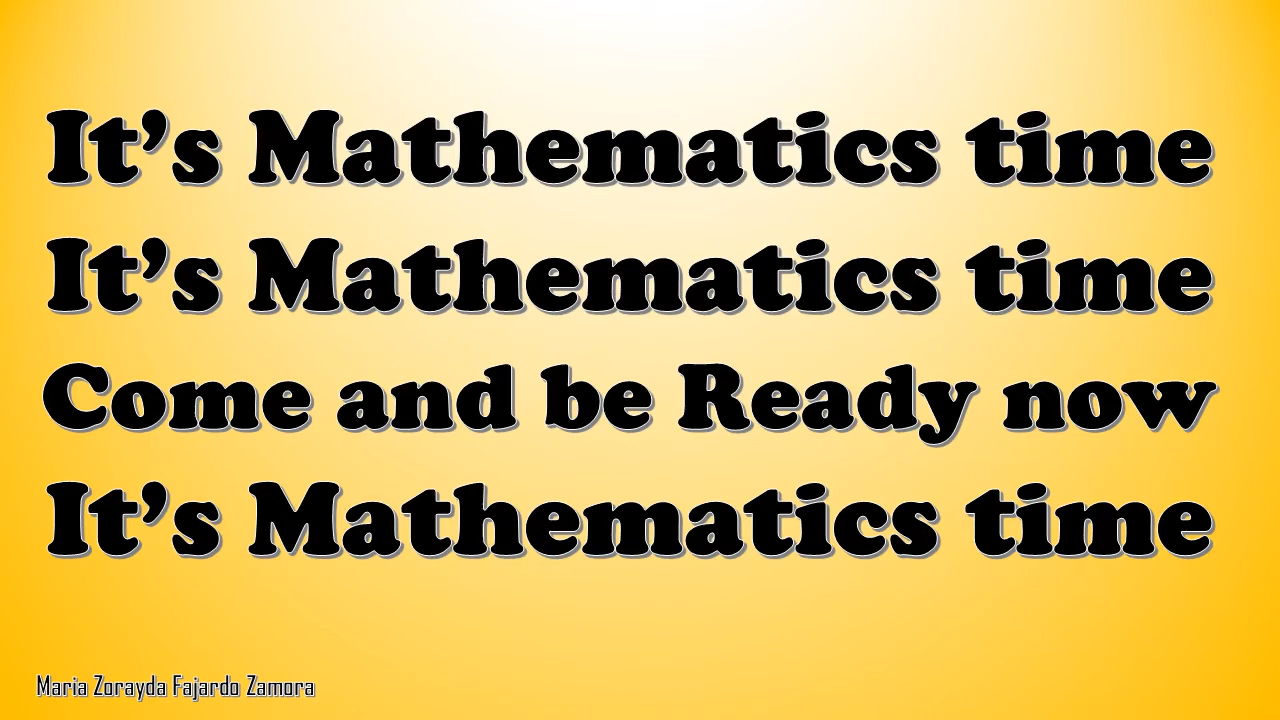 It’s Mathematics time
It’s Mathematics time
Come and be Ready now
It’s Mathematics time
Maria Zorayda Fajardo Zamora